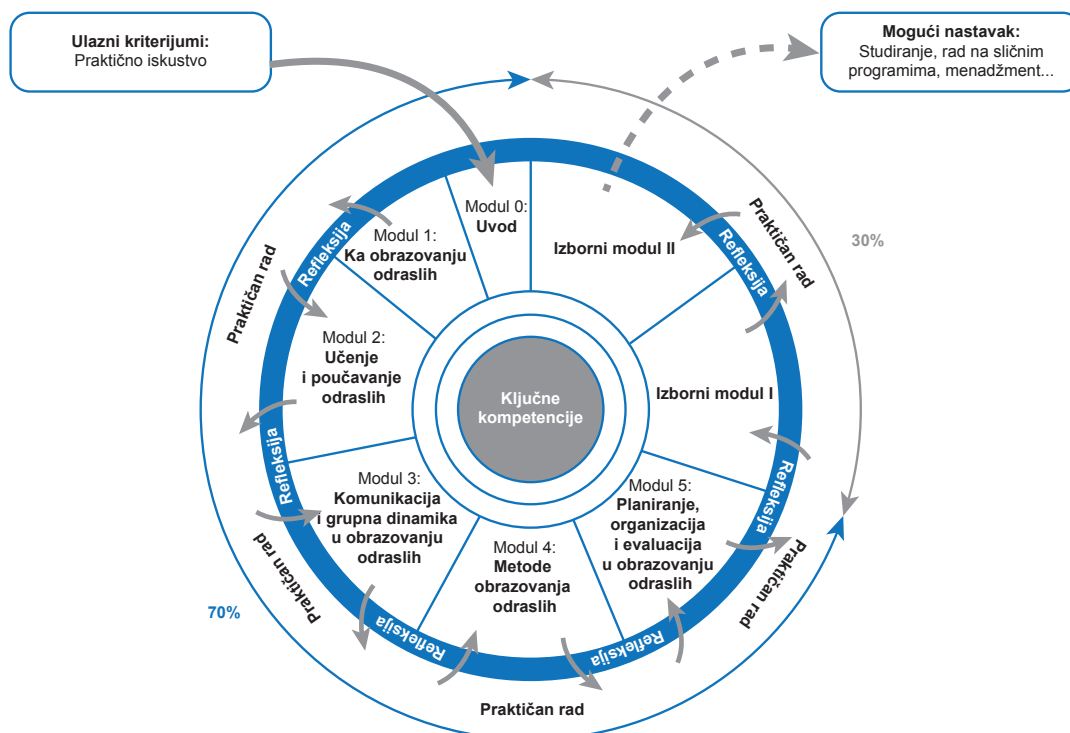 Ulazni kriterijumi:
Praktično iskustvo
Mogući nastavak:
Studiranje, rad na sličnim
programima, menadžment...
Modul 0:
Uvod
Modul 1:
Ka obrazovanju
odraslih
Modul 2:
Učenje
i poučavanje
odraslih
Modul 3:
Komunikacija
i grupna dinamika
u obrazovanju
odraslih
Modul 4:
Metode
obrazovanja
odraslih
Modul 5:
Planiranje,
organizacija
i evaluacija
u obrazovanju
odraslih
Izborni modul I
Izborni modul II
Ključne
kompetencije
Refleksija
Refleksija
Refleksija
Refleksija
Refleksija
Refleksija
Praktičan rad
Praktičan rad
Praktičan rad
Praktičan rad
Praktičan rad
70%
30%